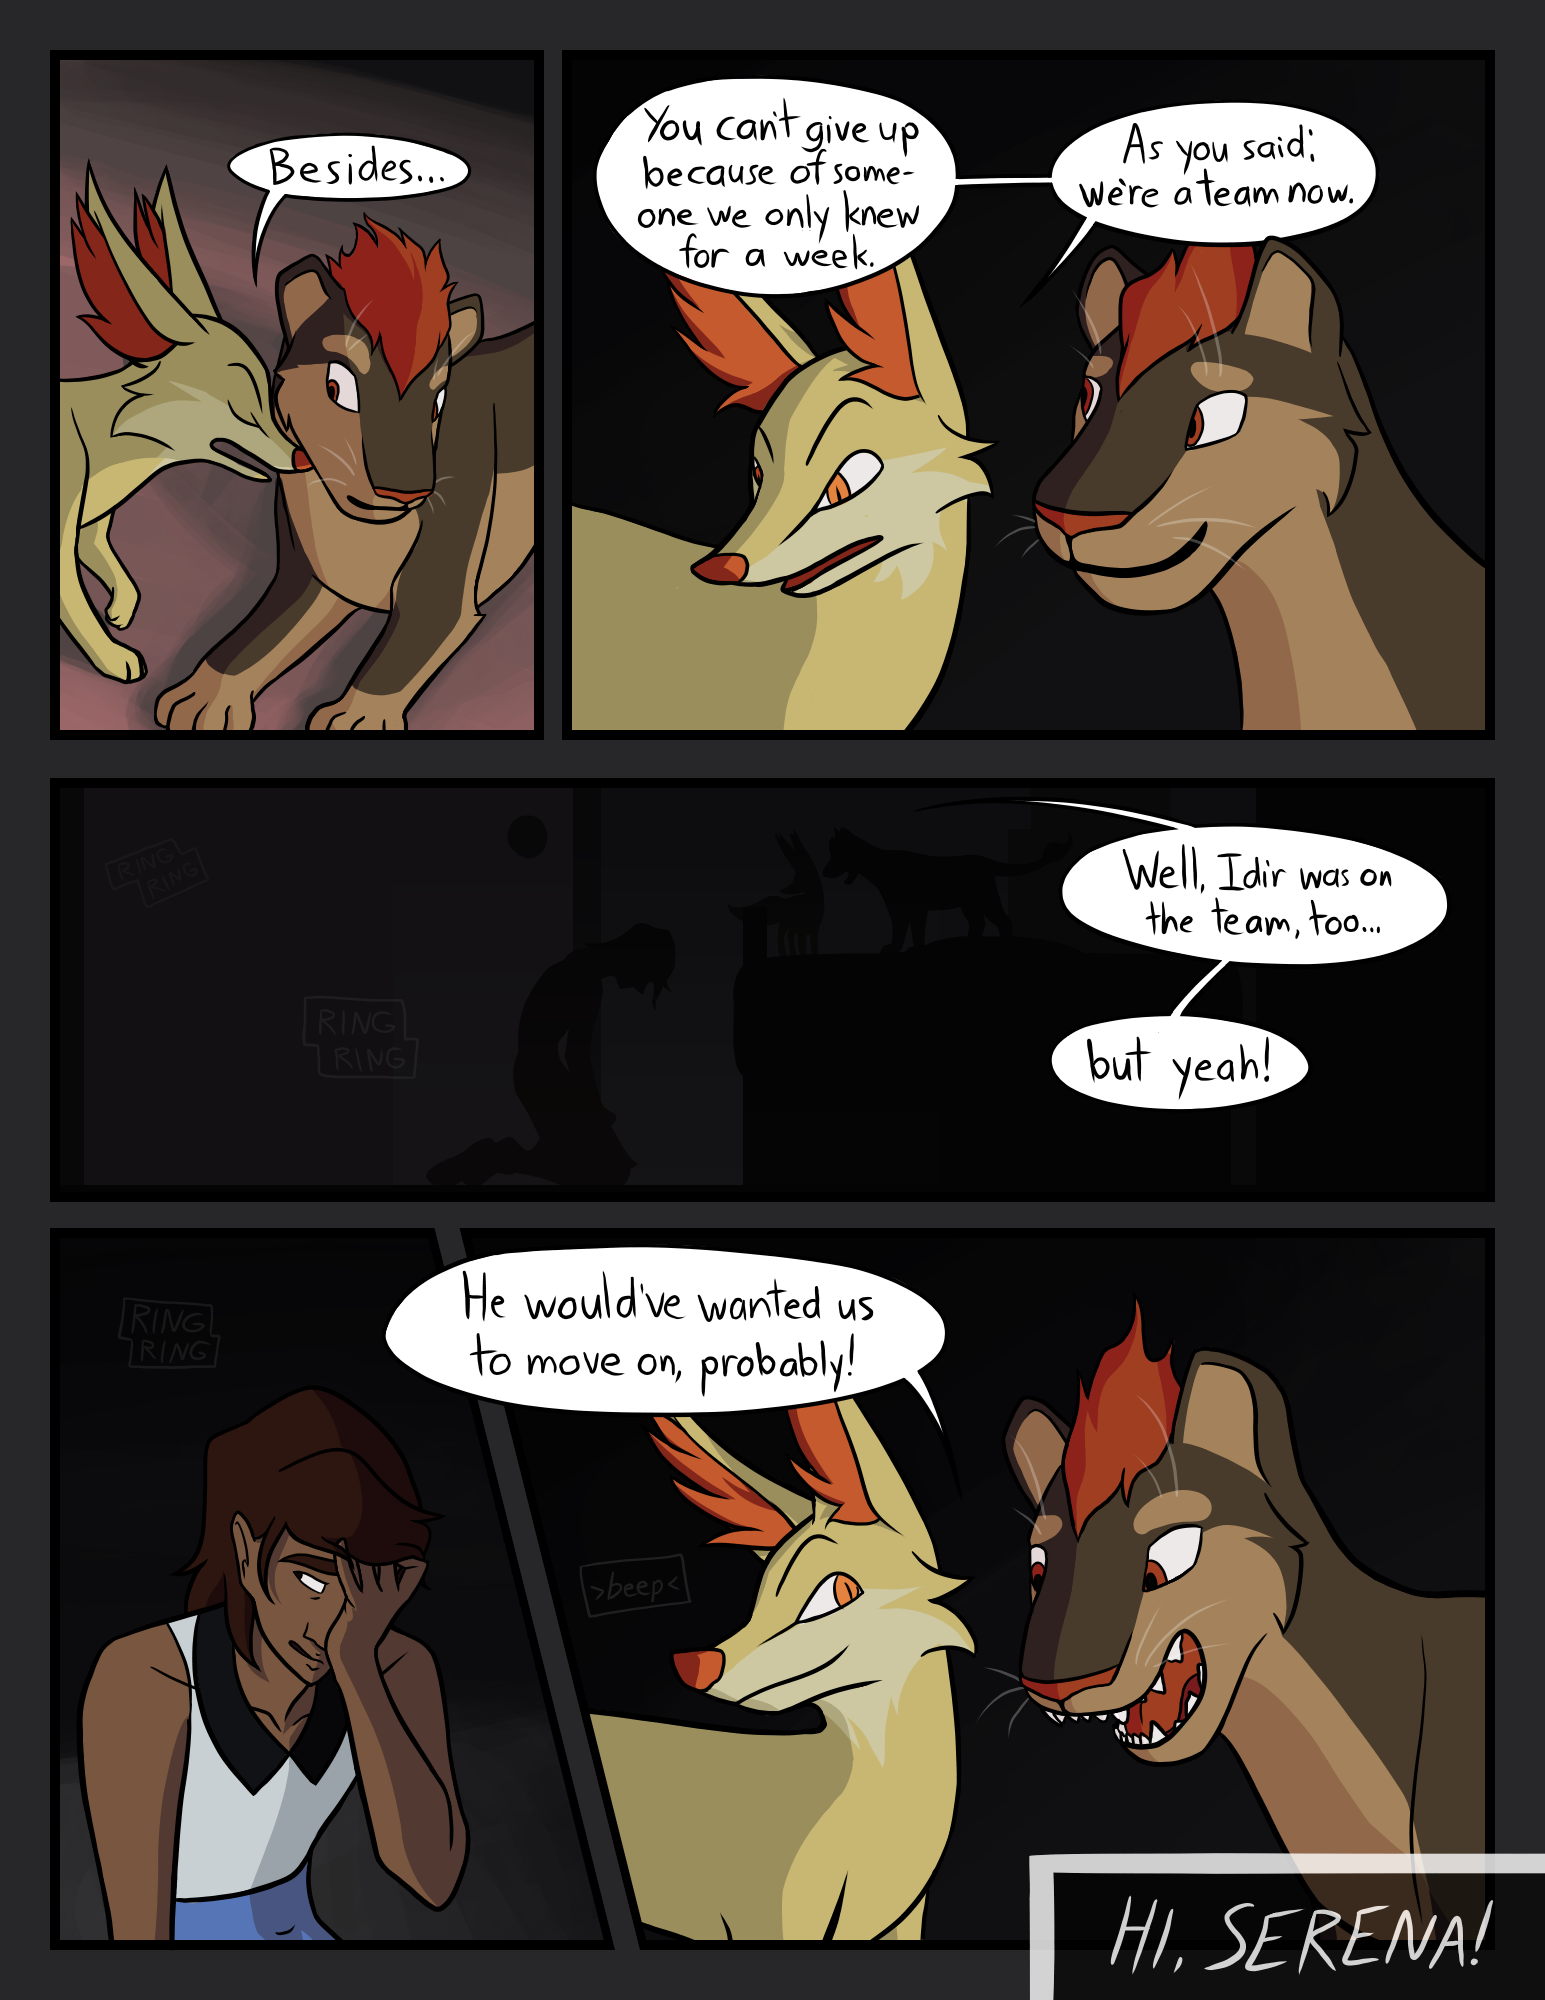 Besides...
You can't give up
because of some-
one we only knew
for a week.
As you said:
we're a team now.
RING
RING
Well, Idir was on
the team, too...
RING
RING
but yeah!
He would've wanted us
to move on, probably!
RING
RING
>beep<
HI, SERENA!